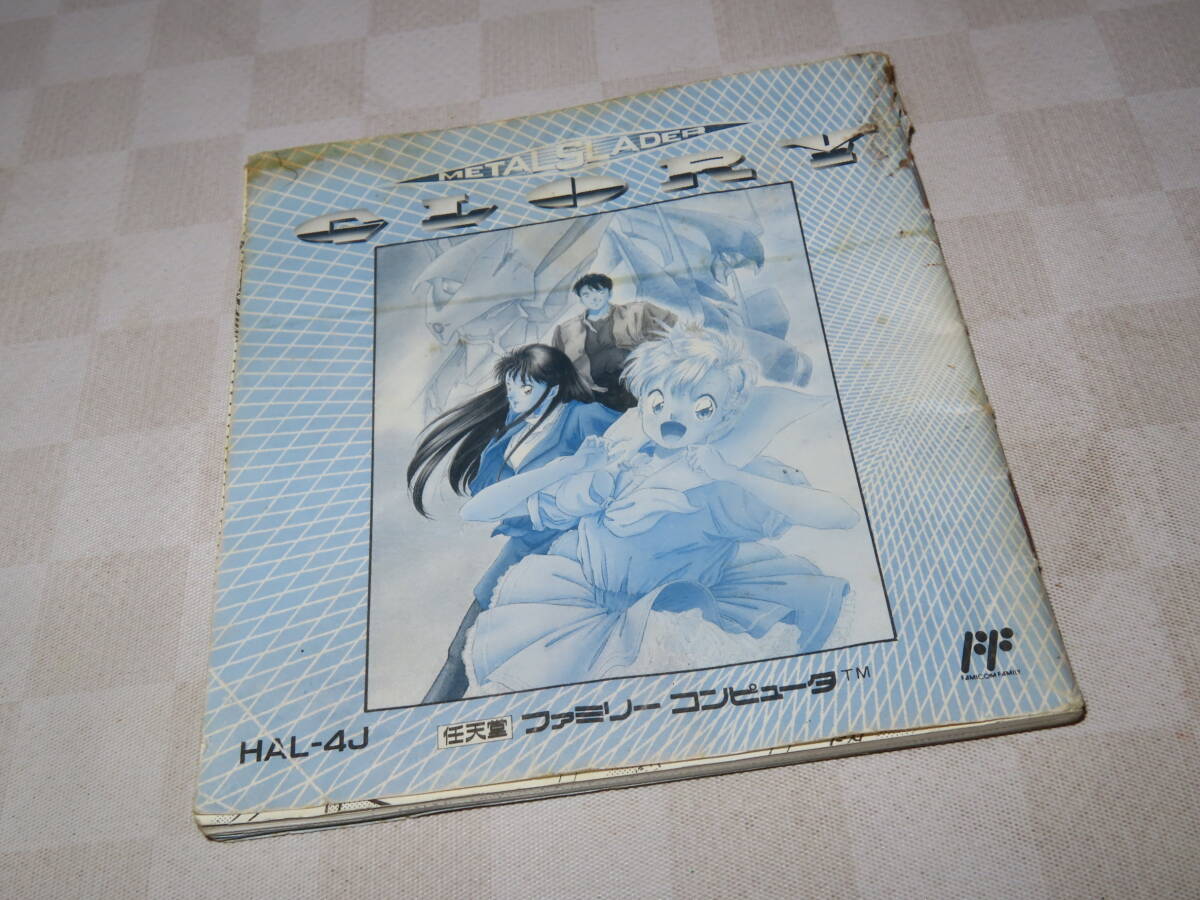 METAL SLADER
GLORY
FAMICOM FAMILY
HAL-4J
任天堂 ファミリー コンピュータ™